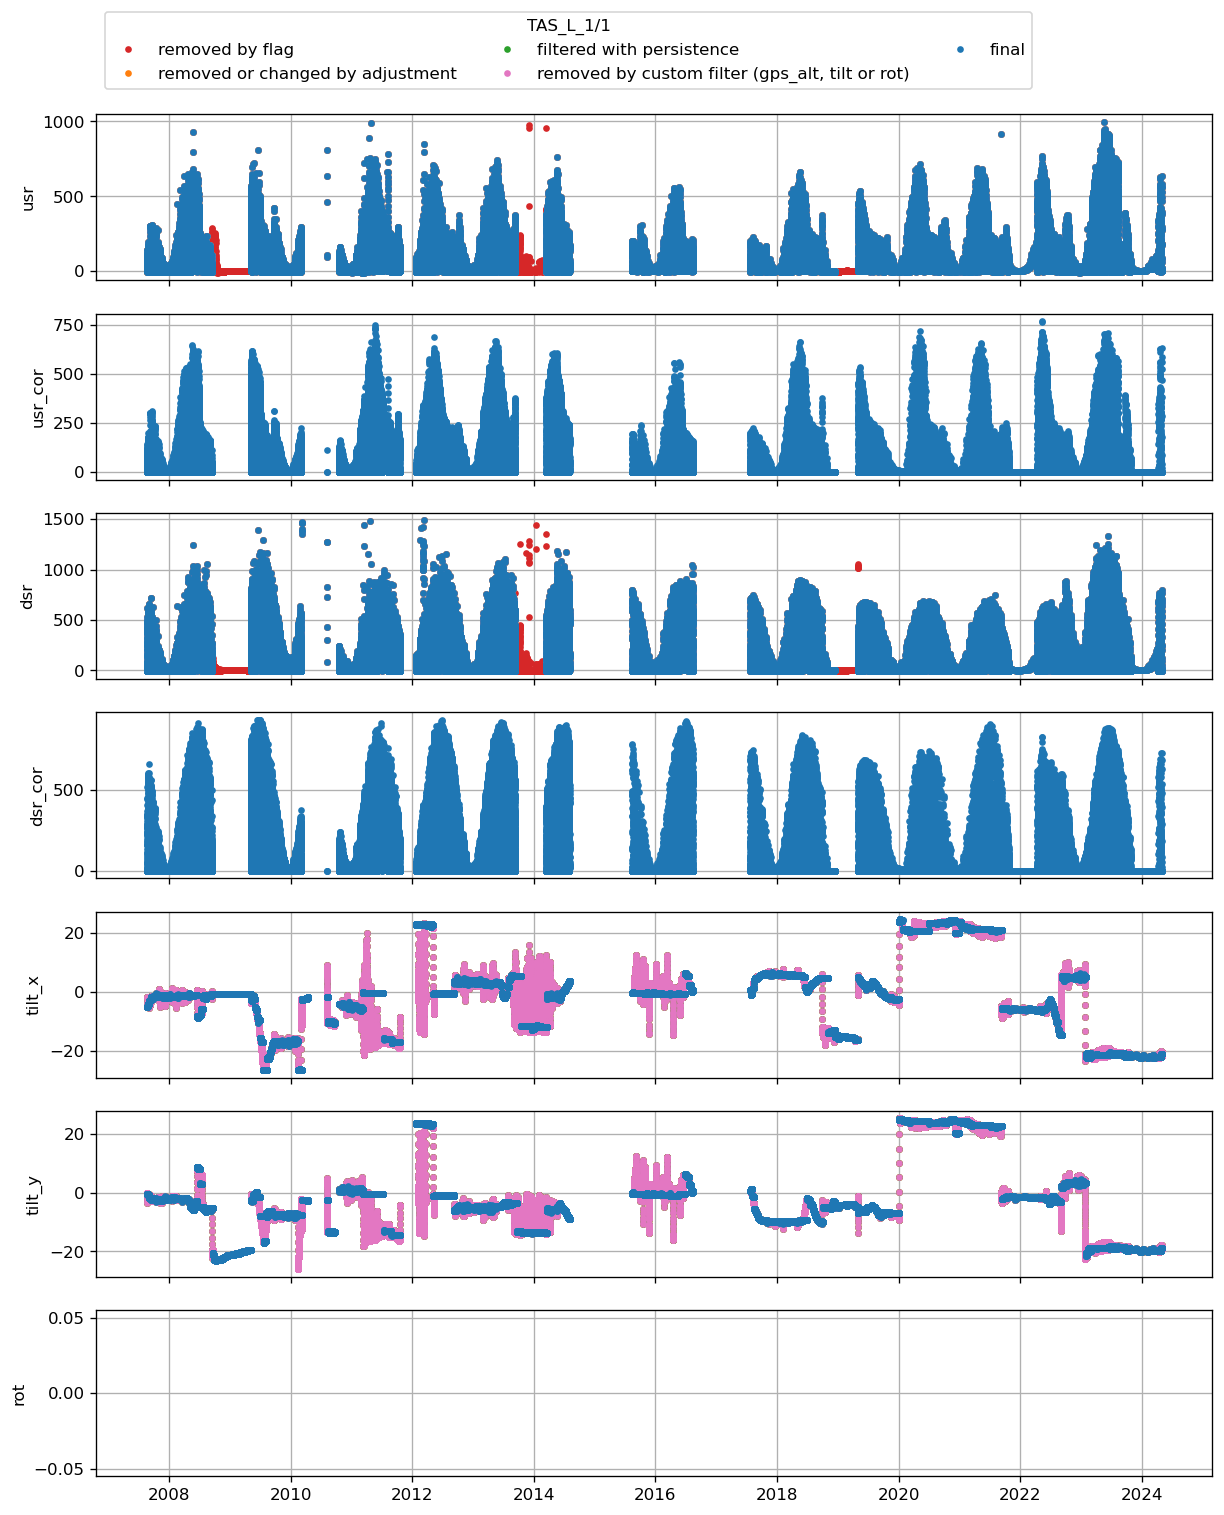 TAS_L_1/1
removed by flag
filtered with persistence
final
removed or changed by adjustment
removed by custom filter (gps_alt, tilt or rot)
1000
500
0
usr
750
500
250
0
usr_cor
1500
1000
500
0
dsr
500
0
dsr_cor
20
0
−20
tilt_x
20
0
−20
tilt_y
0.05
0.00
−0.05
rot
2008 2010 2012 2014 2016 2018 2020 2022 2024